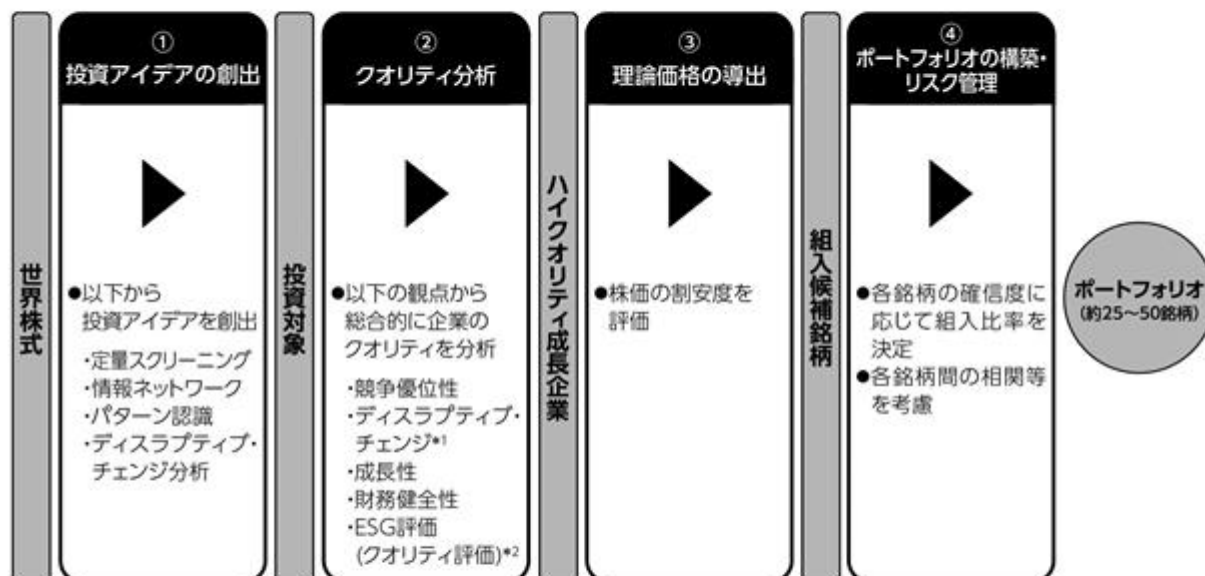 世界株式
①
投資アイデアの創出
●以下から
投資アイデアを創出
・定量スクリーニング
・情報ネットワーク
・パターン認識
・ディスラプティブ・
チェンジ分析
投資対象
②
クオリティ分析
●以下の観点から
総合的に企業の
クオリティを分析
・競争優位性
・ディスラプティブ・
チェンジ*1
・成長性
・財務健全性
・ESG評価
(クオリティ評価)*2
ハイクオリティ成長企業
③
理論価格の導出
●株価の割安度を
評価
組入候補銘柄
④
ポートフォリオの構築・
リスク管理
●各銘柄の確信度に
応じて組入比率を
決定
●各銘柄間の相関等
を考慮
ポートフォリオ
(約25～50銘柄)